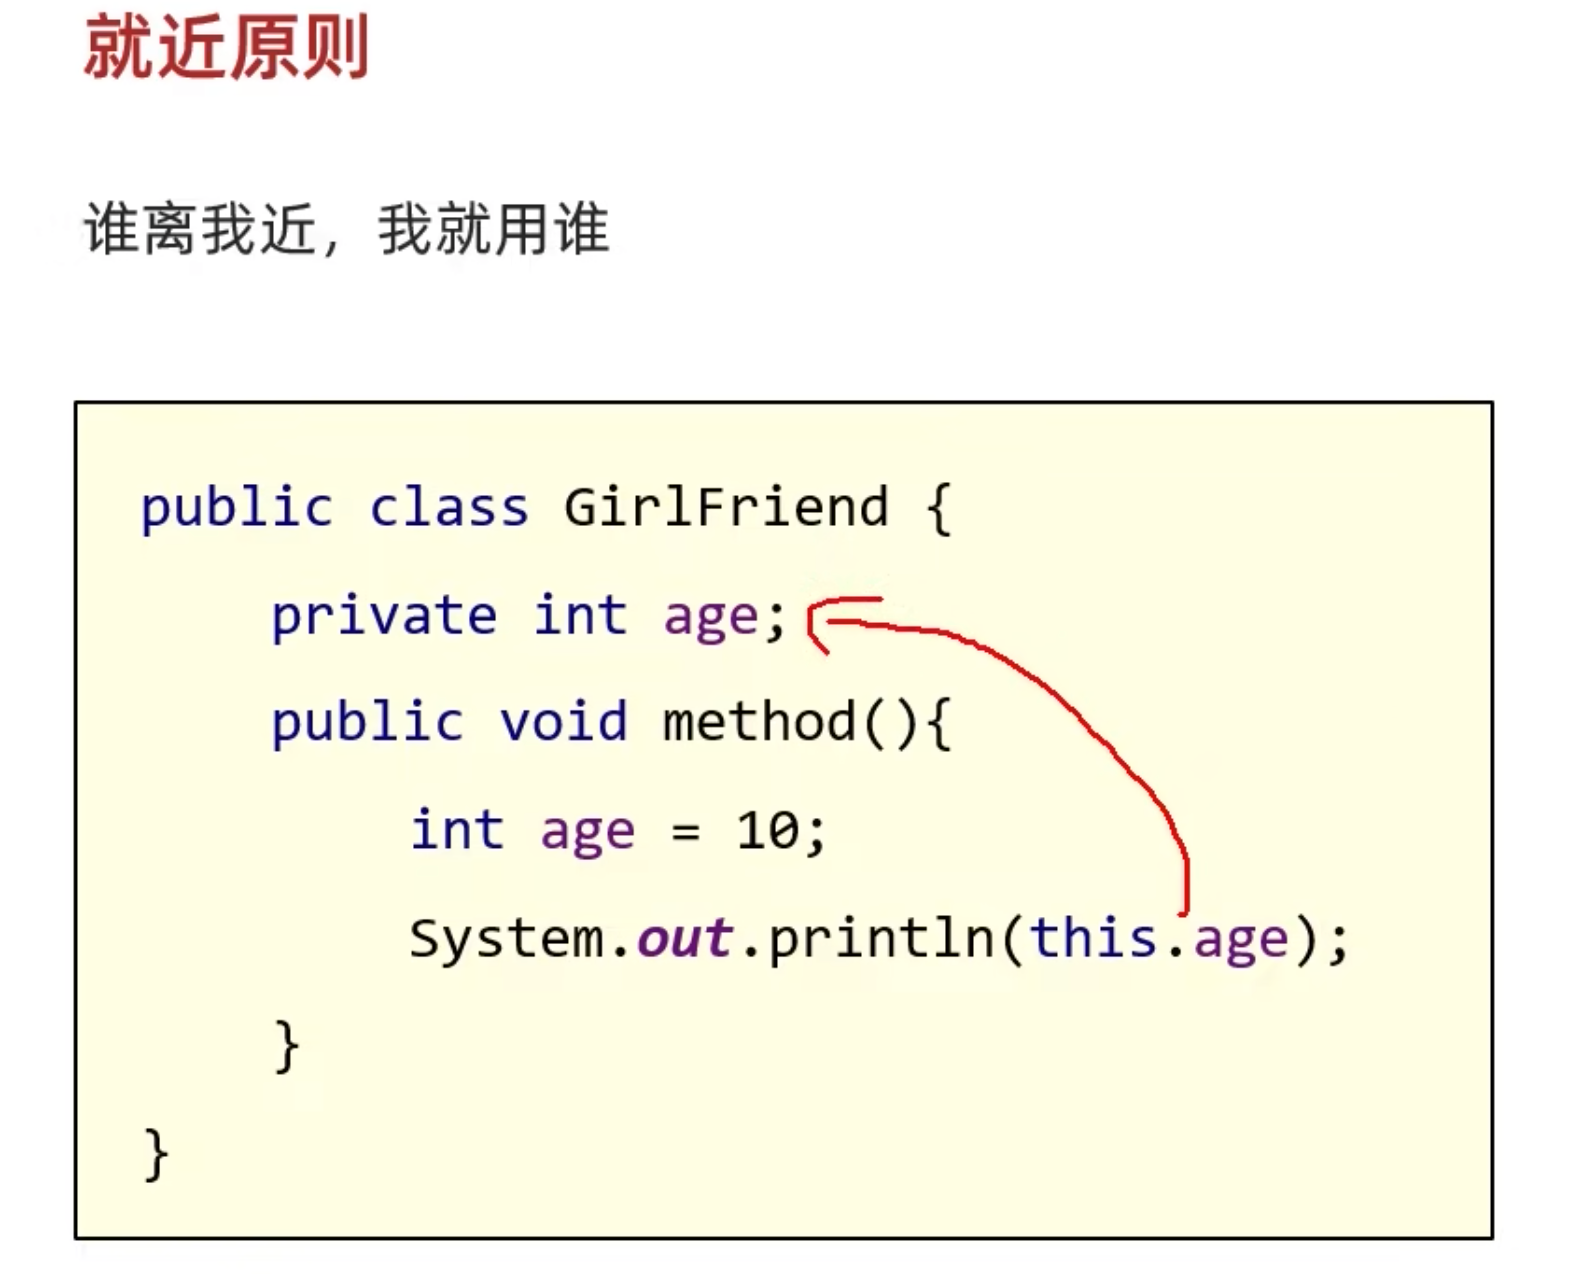 就近原则
谁离我近，我就用谁
public class GirlFriend {
private int age;
public void method(){
int age = 10;
System.out.println(this.age);
}
}